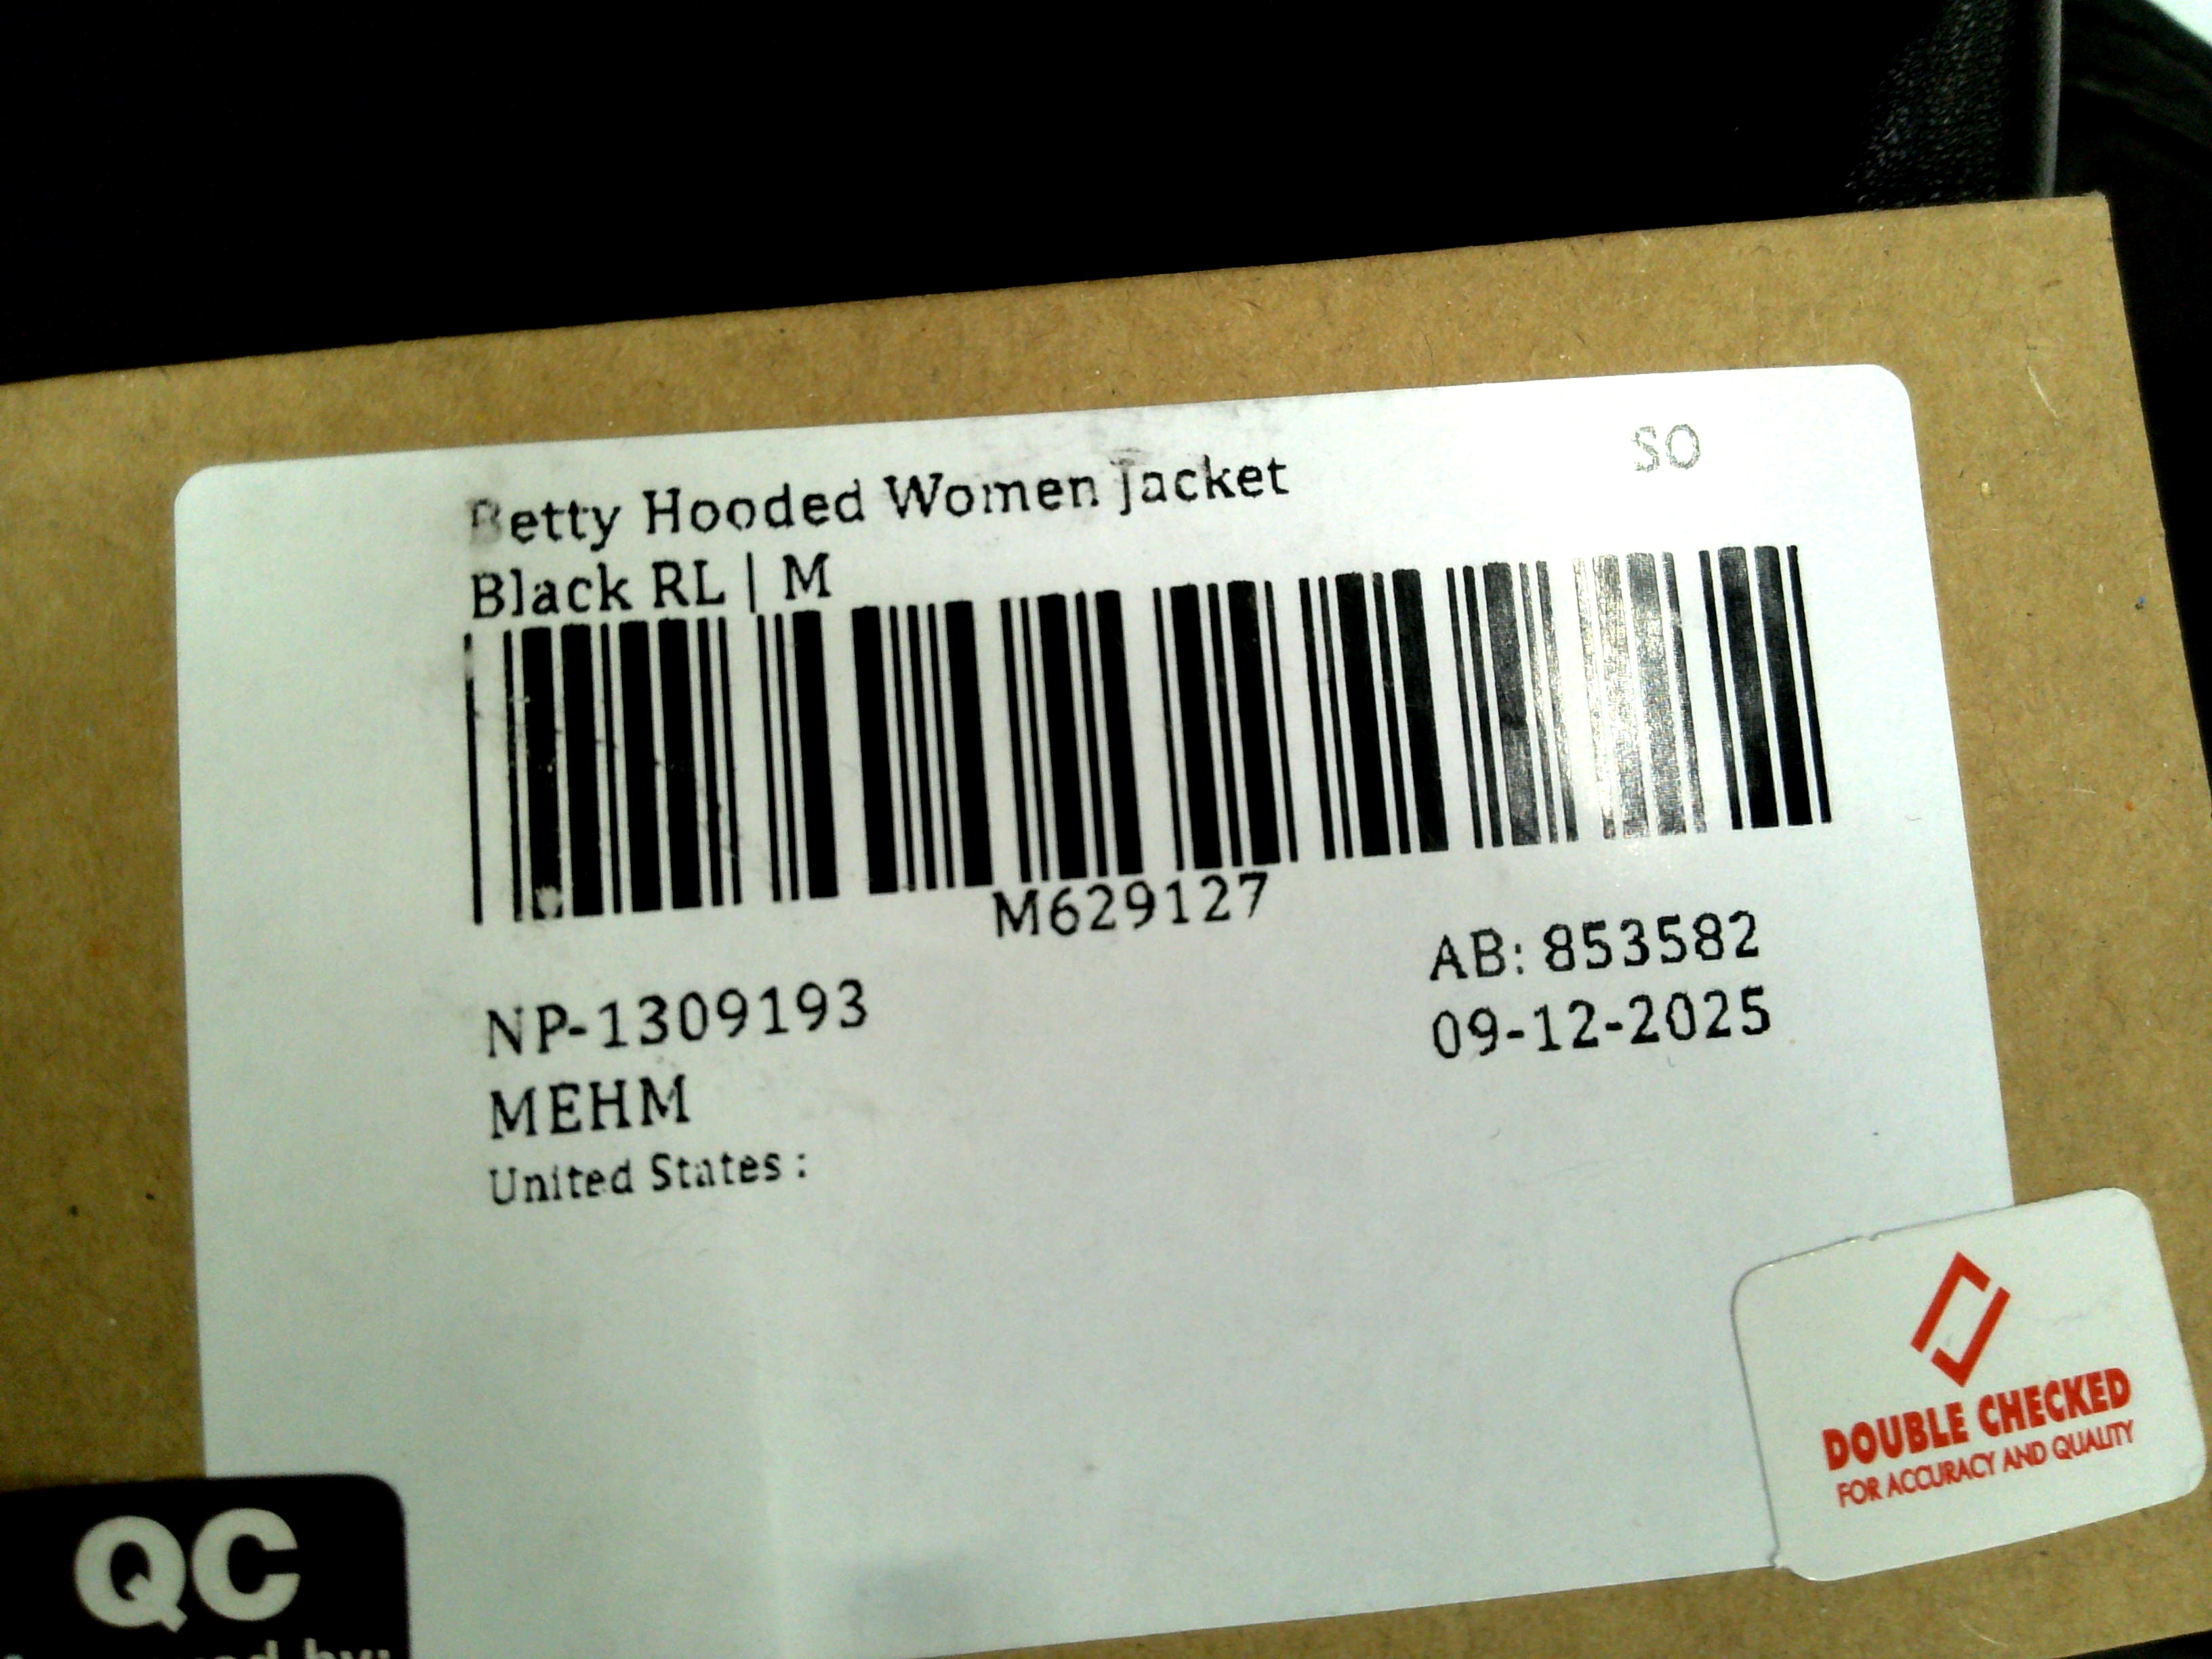 SO
Betty Hooded Women Jacket
Black RL | M
M629127
AB: 853582
NP-1309193
09-12-2025
MEHM
United States :
DOUBLE CHECKED
FOR ACCURACY AND QUALITY
QC
by: